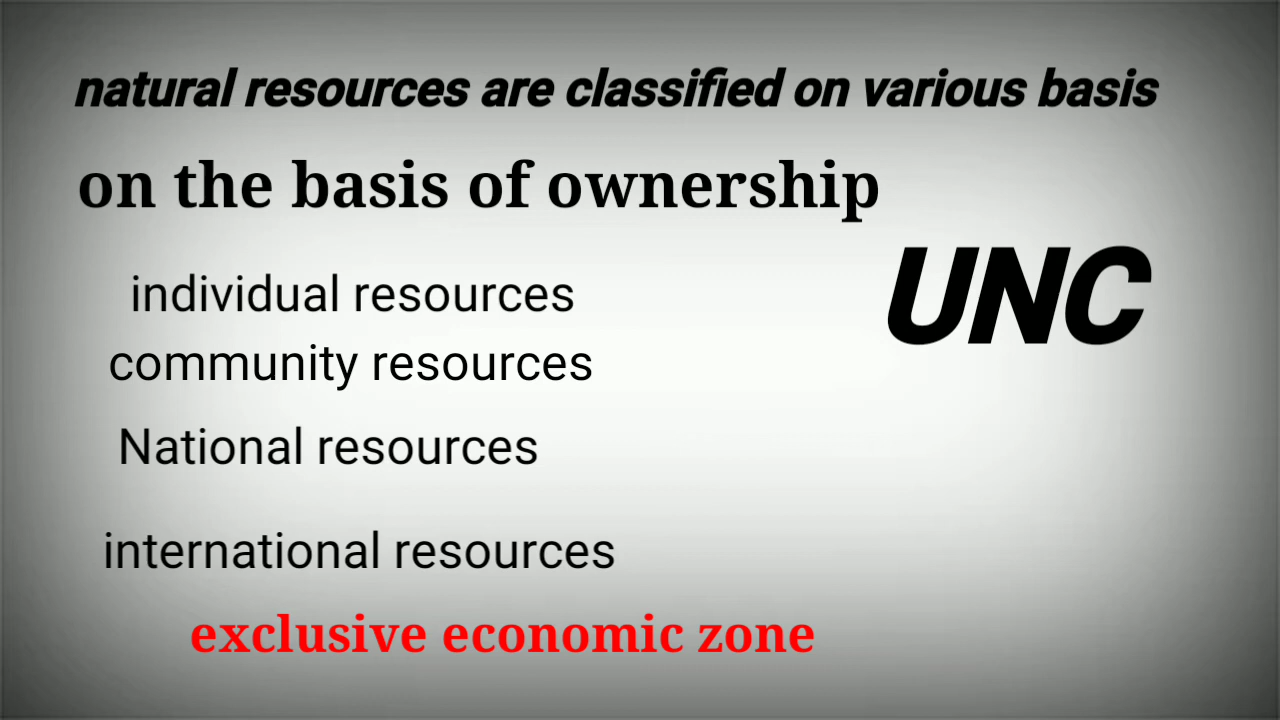 natural resources are classified on various basis
on the basis of ownership
UNC
individual resources
community resources
National resources
international resources
exclusive economic zone